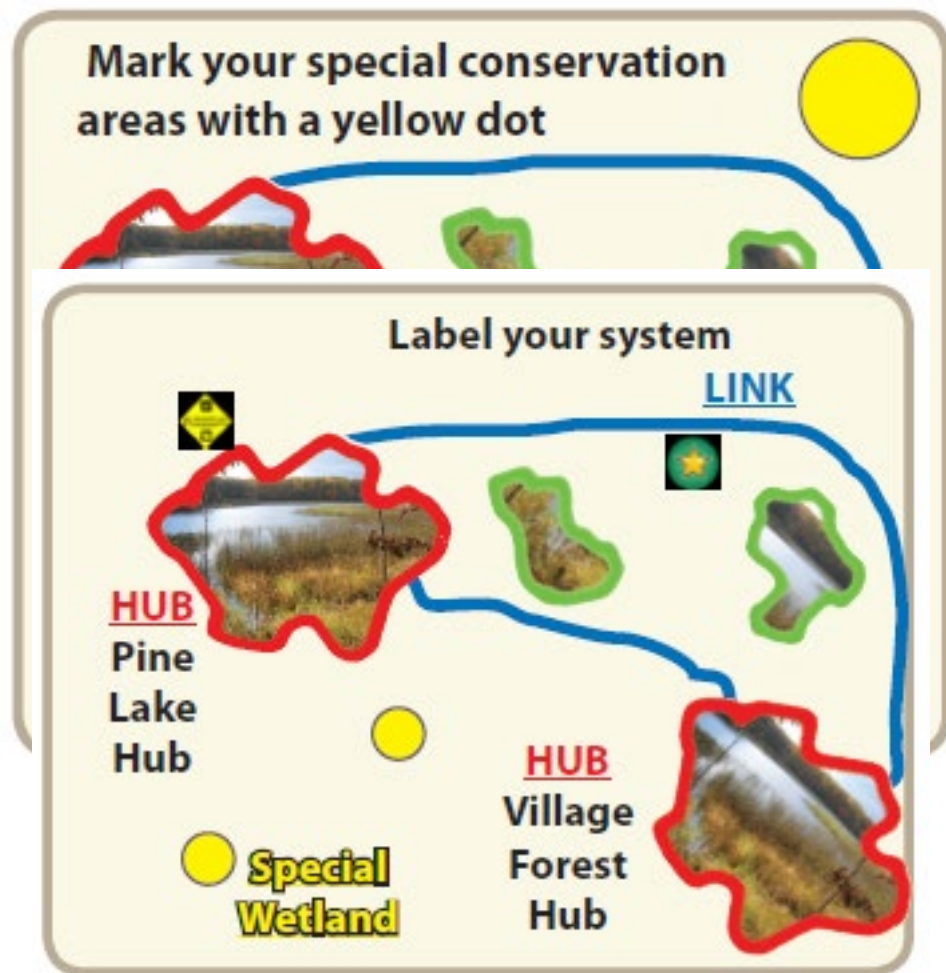 Mark your special conservation
areas with a yellow dot
Label your system
LINK
HUB
Pine
Lake
Hub
HUB
Village
Forest
Hub
Special
Wetland